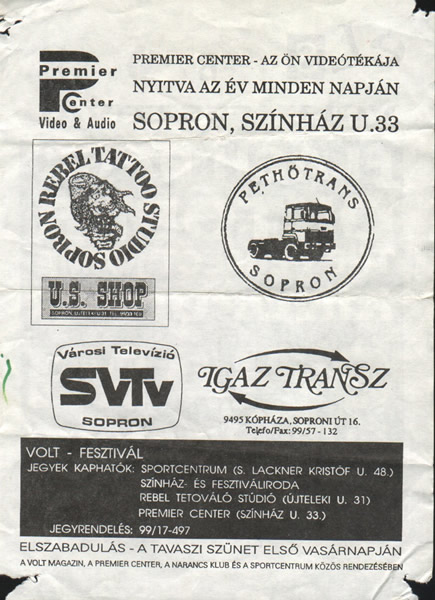 Premier
Center
Video & Audio
PREMIER CENTER - AZ ÖN VIDEÓTÉKÁJA
NYITVA AZ ÉV MINDEN NAPJÁN
SOPRON, SZÍNHÁZ U.33
SOPRON REBEL TATTOO STUDIO
U.S. SHOP
PETHŐTRANS
SOPRON
Városi Televízió
SVTv
SOPRON
IGAZ TRANSZ
9495 KÓPHÁZA, SOPRONI ÚT 16.
Telefo/Fax: 99/57 - 132
VOLT - FESZTIVÁL
JEGYEK KAPHATÓK: SPORTCENTRUM (S. LACKNER KRISTÓF U. 48.)
SZÍNHÁZ- ÉS FESZTIVÁLIRODA
REBEL TETOVÁLÓ STÚDIÓ (ÚJTELEKI U. 31)
PREMIER CENTER (SZÍNHÁZ U. 33.)
JEGYRENDELÉS: 99/17-497
ELSZABADULÁS - A TAVASZI SZÜNET ELSŐ VASÁRNAPJÁN
A VOLT MAGAZIN, A PREMIER CENTER, A NARANCS KLUB ÉS A SPORTCENTRUM KÖZÖS RENDEZÉSÉBEN